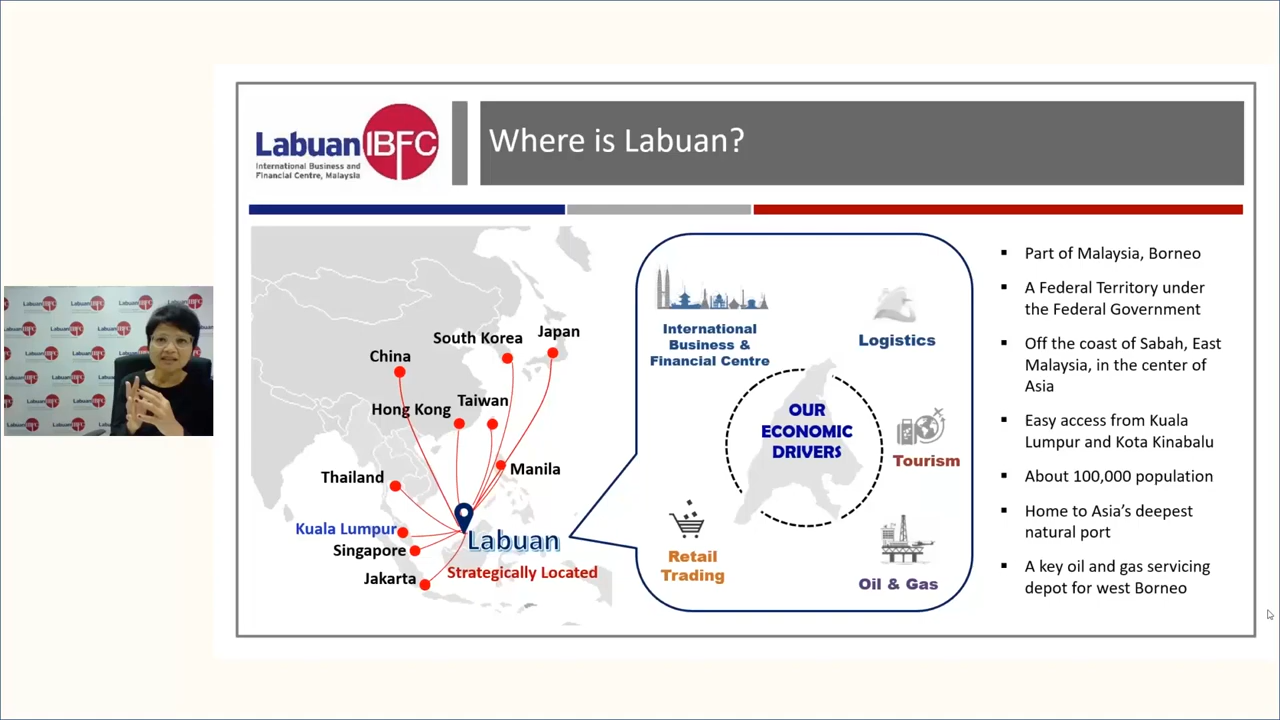 Labuan IBFC
International Business and
Financial Centre, Malaysia
Where is Labuan?
South Korea
Japan
China
Hong Kong
Taiwan
Manila
Thailand
Kuala Lumpur
Singapore
Jakarta
Labuan
Strategically Located
International
Business &
Financial Centre
Logistics
OUR
ECONOMIC
DRIVERS
Tourism
Retail
Trading
Oil & Gas
▪ Part of Malaysia, Borneo
▪ A Federal Territory under
the Federal Government
▪ Off the coast of Sabah, East
Malaysia, in the center of
Asia
▪ Easy access from Kuala
Lumpur and Kota Kinabalu
▪ About 100,000 population
▪ Home to Asia's deepest
natural port
▪ A key oil and gas servicing
depot for west Borneo